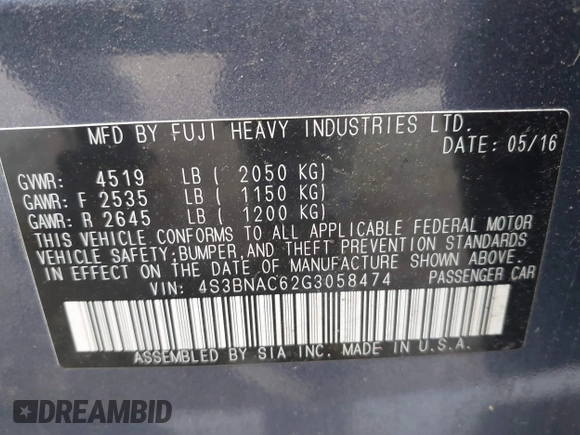 MFD BY FUJI HEAVY INDUSTRIES LTD.
DATE: 05/16
GVWR: 4519 LB ( 2050 KG)
GAWR: F 2535 LB ( 1150 KG)
GAWR: R 2645 LB ( 1200 KG)
THIS VEHICLE CONFORMS TO ALL APPLICABLE FEDERAL MOTOR
VEHICLE SAFETY, BUMPER, AND THEFT PREVENTION STANDARDS
IN EFFECT ON THE DATE OF MANUFACTURE SHOWN ABOVE.
VIN: 4S3BNAC62G3058474 PASSENGER CAR
ASSEMBLED BY SIA INC. MADE IN U.S.A.
DREAMBID